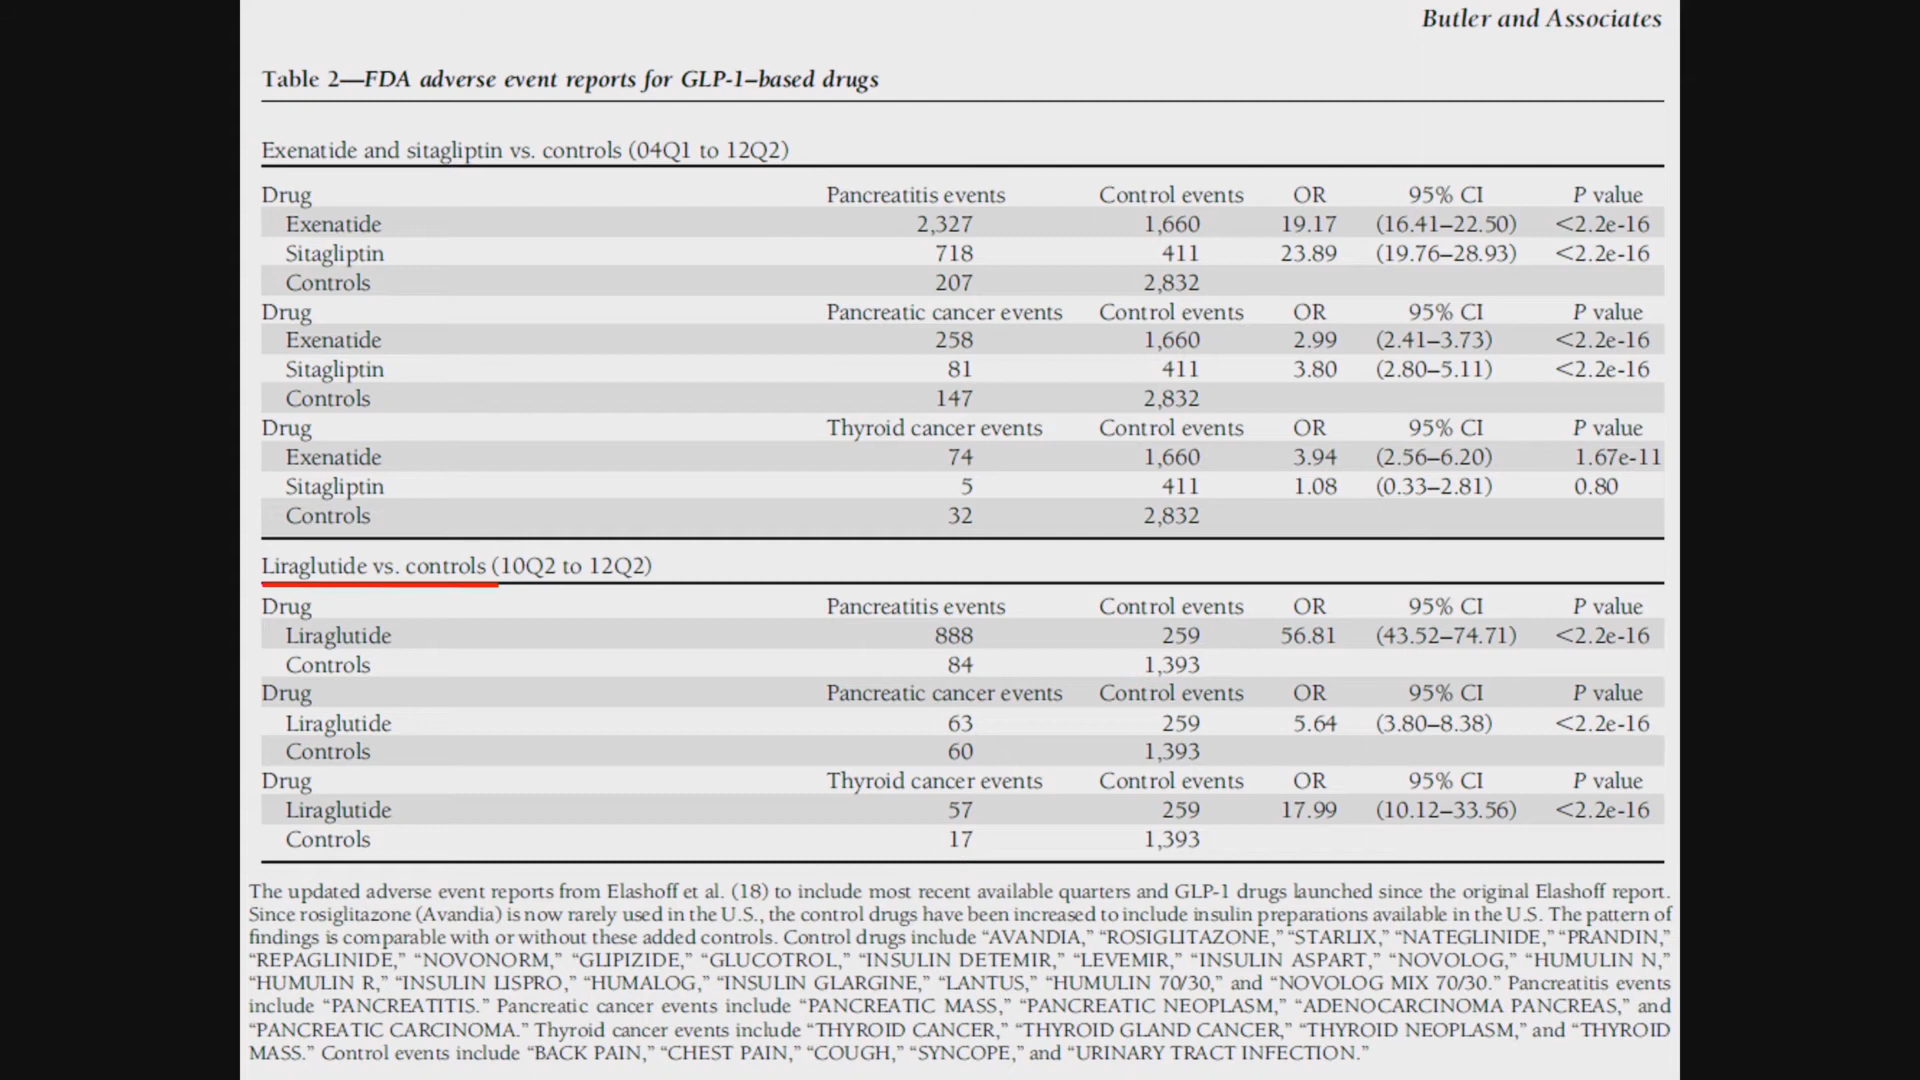 Butler and Associates
Table 2—FDA adverse event reports for GLP-1–based drugs
Exenatide and sitagliptin vs. controls (04Q1 to 12Q2)
Drug Pancreatitis events Control events OR 95% CI P value
Exenatide 2,327 1,660 19.17 (16.41–22.50) <2.2e-16
Sitagliptin 718 411 23.89 (19.76–28.93) <2.2e-16
Controls 207 2,832
Drug Pancreatic cancer events Control events OR 95% CI P value
Exenatide 258 1,660 2.99 (2.41–3.73) <2.2e-16
Sitagliptin 81 411 3.80 (2.80–5.11) <2.2e-16
Controls 147 2,832
Drug Thyroid cancer events Control events OR 95% CI P value
Exenatide 74 1,660 3.94 (2.56–6.20) 1.67e-11
Sitagliptin 5 411 1.08 (0.33–2.81) 0.80
Controls 32 2,832
Liraglutide vs. controls (10Q2 to 12Q2)
Drug Pancreatitis events Control events OR 95% CI P value
Liraglutide 888 259 56.81 (43.52–74.71) <2.2e-16
Controls 84 1,393
Drug Pancreatic cancer events Control events OR 95% CI P value
Liraglutide 63 259 5.64 (3.80–8.38) <2.2e-16
Controls 60 1,393
Drug Thyroid cancer events Control events OR 95% CI P value
Liraglutide 57 259 17.99 (10.12–33.56) <2.2e-16
Controls 17 1,393
The updated adverse event reports from Elashoff et al. (18) to include most recent available quarters and GLP-1 drugs launched since the original Elashoff report.
Since rosiglitazone (Avandia) is now rarely used in the U.S., the control drugs have been increased to include insulin preparations available in the U.S. The pattern of
findings is comparable with or without these added controls. Control drugs include “AVANDIA,” “ROSIGLITAZONE,” “STARLIX,” “NATEGLINIDE,” “PRANDIN,”
“REPAGLINIDE,” “NOVONORM,” “GLIPIZIDE,” “GLUCOTROL,” “INSULIN DETEMIR,” “LEVEMIR,” “INSULIN ASPART,” “NOVOLOG,” “HUMULIN N,”
“HUMULIN R,” “INSULIN LISPRO,” “HUMALOG,” “INSULIN GLARGINE,” “LANTUS,” “HUMULIN 70/30,” and “NOVOLOG MIX 70/30.” Pancreatitis events
include “PANCREATITIS.” Pancreatic cancer events include “PANCREATIC MASS,” “PANCREATIC NEOPLASM,” “ADENOCARCINOMA PANCREAS,” and
“PANCREATIC CARCINOMA.” Thyroid cancer events include “THYROID CANCER,” “THYROID GLAND CANCER,” “THYROID NEOPLASM,” and “THYROID
MASS.” Control events include “BACK PAIN,” “CHEST PAIN,” “COUGH,” “SYNCOPE,” and “URINARY TRACT INFECTION.”